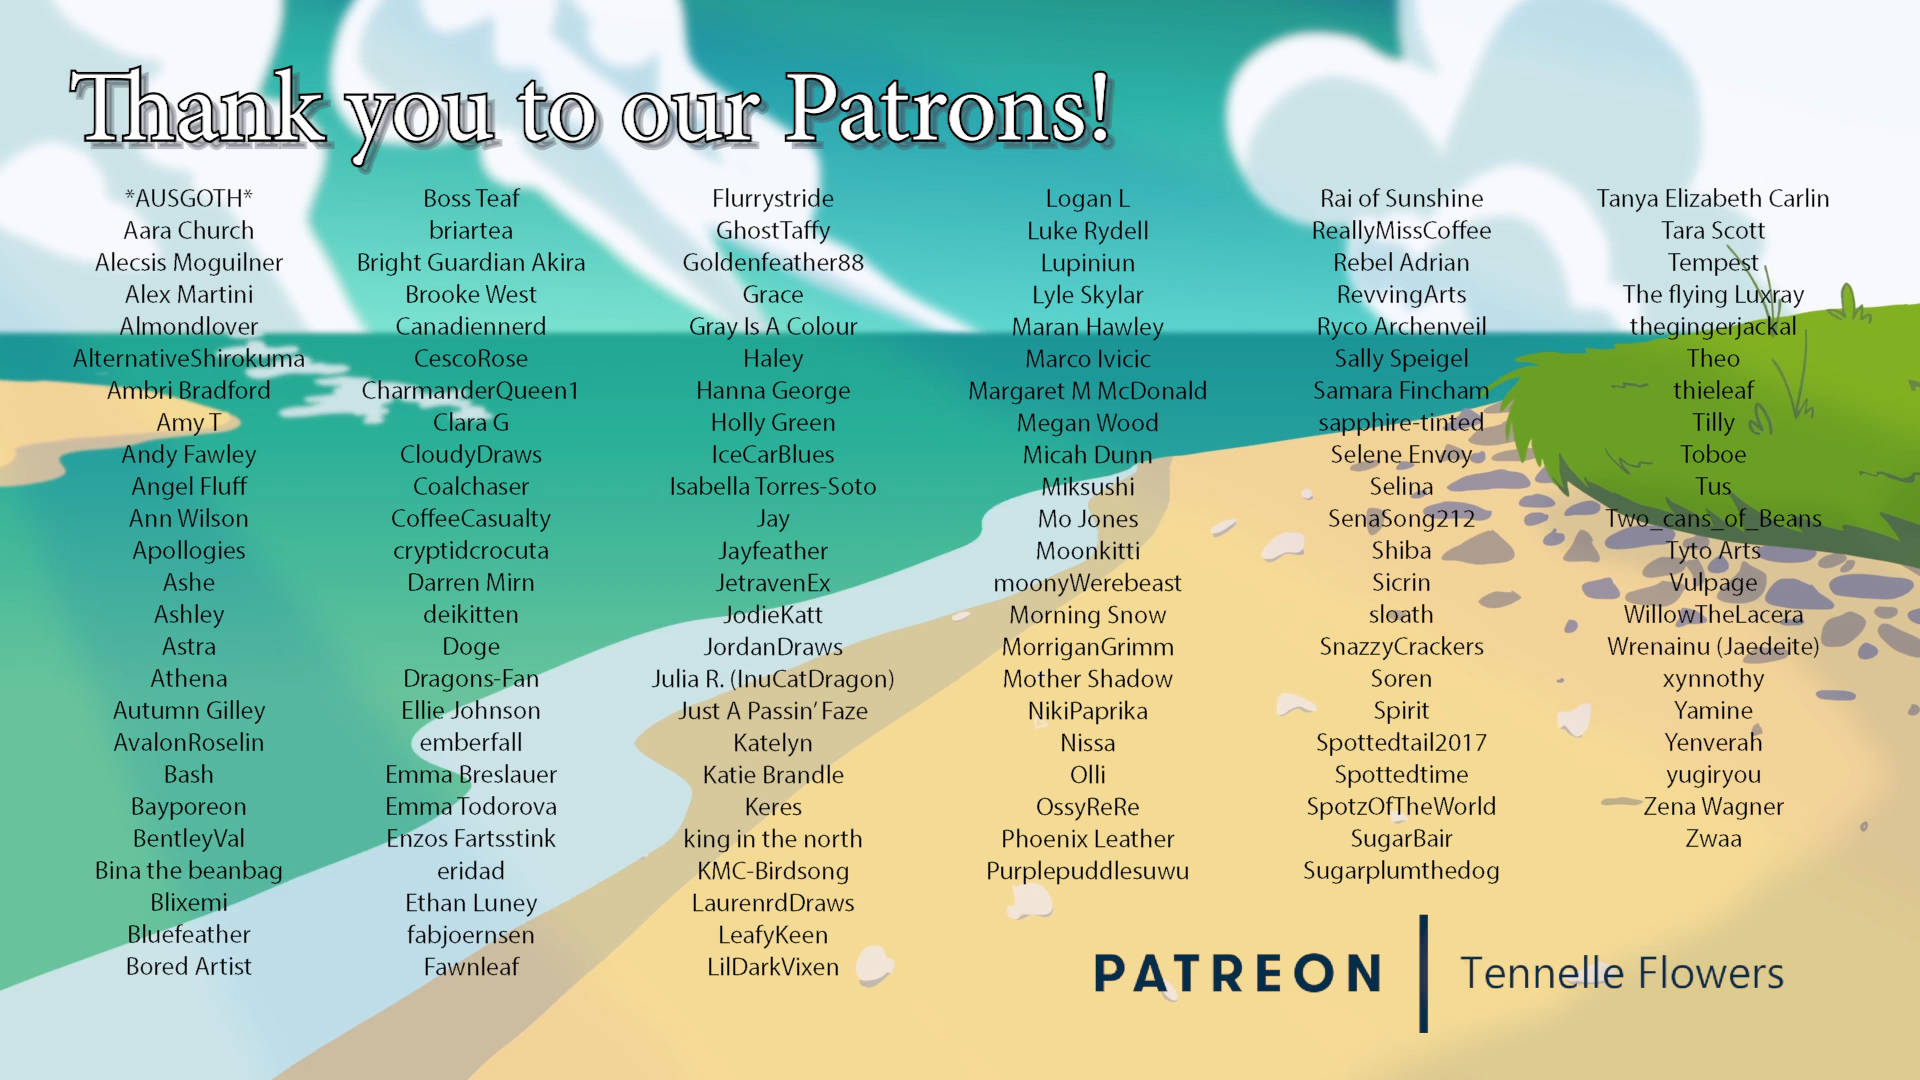 Thank you to our Patrons!
*AUSGOTH*
Aara Church
Alecsis Moguilner
Alex Martini
Almondlover
AlternativeShirokuma
Ambri Bradford
Amy T
Andy Fawley
Angel Fluff
Ann Wilson
Apollogies
Ashe
Ashley
Astra
Athena
Autumn Gilley
AvalonRoselin
Bash
Bayporeon
BentleyVal
Bina the beanbag
Blixemi
Bluefeather
Bored Artist
Boss Teaf
briartea
Bright Guardian Akira
Brooke West
Canadiennerd
CescoRose
CharmanderQueen1
Clara G
CloudyDraws
Coalchaser
CoffeeCasualty
cryptidcrocuta
Darren Mirn
deikitten
Doge
Dragons-Fan
Ellie Johnson
emberfall
Emma Breslauer
Emma Todorova
Enzos Fartsstink
eridad
Ethan Luney
fabjoernsen
Fawnleaf
Flurrystride
GhostTaffy
Goldenfeather88
Grace
Gray Is A Colour
Haley
Hanna George
Holly Green
IceCarBlues
Isabella Torres-Soto
Jay
Jayfeather
JetravenEx
JodieKatt
JordanDraws
Julia R. (InuCatDragon)
Just A Passin’ Faze
Katelyn
Katie Brandle
Keres
king in the north
KMC-Birdsong
LaurenrdDraws
LeafyKeen
LilDarkVixen
Logan L
Luke Rydell
Lupiniun
Lyle Skylar
Maran Hawley
Marco Ivicic
Margaret M McDonald
Megan Wood
Micah Dunn
Miksushi
Mo Jones
Moonkitti
moonyWerebeast
Morning Snow
MorriganGrimm
Mother Shadow
NikiPaprika
Nissa
Olli
OssyReRe
Phoenix Leather
Purplepuddlesuwu
Rai of Sunshine
ReallyMissCoffee
Rebel Adrian
RevvingArts
Ryco Archenveil
Sally Speigel
Samara Fincham
sapphire-tinted
Selene Envoy
Selina
SenaSong212
Shiba
Sicrin
sloath
SnazzyCrackers
Soren
Spirit
Spottedtail2017
Spottedtime
SpotzOfTheWorld
SugarBair
Sugarplumthedog
Tanya Elizabeth Carlin
Tara Scott
Tempest
The flying Luxray
thegingerjackal
Theo
thieleaf
Tilly
Toboe
Tus
Two_cans_of_Beans
Tyto Arts
Vulpage
WillowTheLacera
Wrenainu (Jaedeite)
xynnothy
Yamine
Yenverah
yugiryou
Zena Wagner
Zwaa
PATREON | Tennelle Flowers